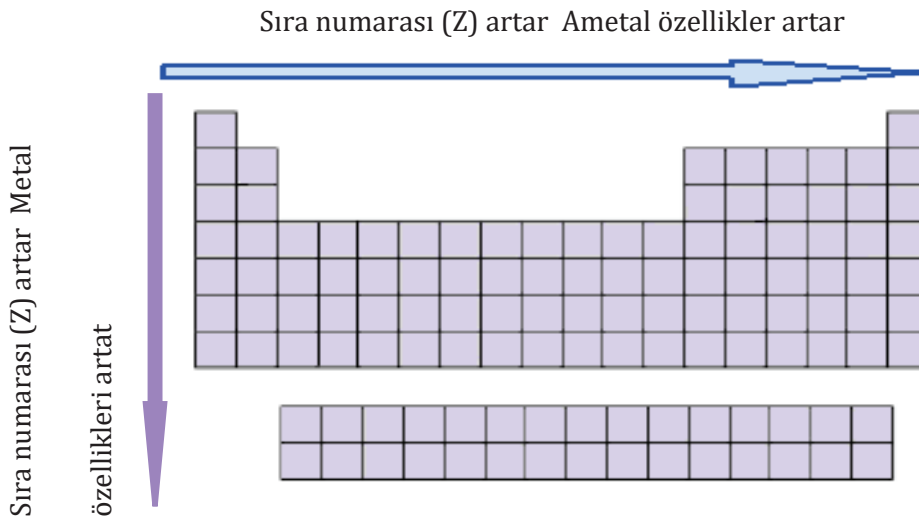 Sıra numarası (Z) artar Ametal özellikler artar
Sıra numarası (Z) artar Metal
özellikleri artat